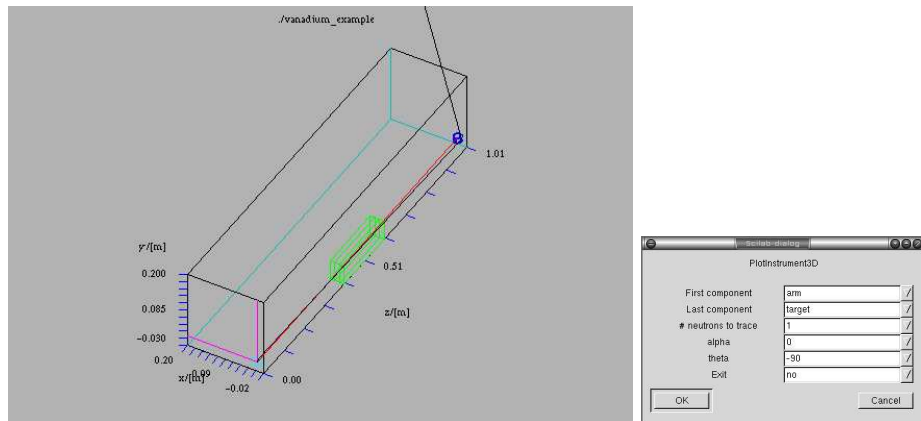 ./vanadium_example
1.01
y/[m]
0.200
0.51
0.085
z/[m]
-0.030
0.20
0.09
x/[m]
-0.02
0.00
Scilab dialog
PlotInstrument3D
First component arm
Last component target
# neutrons to trace 1
alpha 0
theta -90
Exit no
OK Cancel